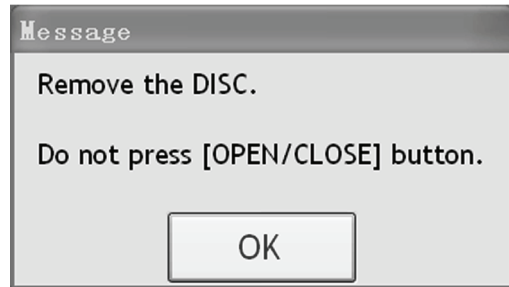 Message
Remove the DISC.
Do not press [OPEN/CLOSE] button.
OK